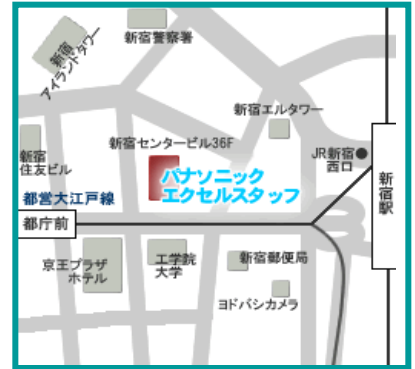 新宿警察署
新宿
アイランドタワー
新宿エルタワー
新宿センタービル36F
JR新宿
西口
新宿
住友ビル
パナソニック
エクセルスタッフ
新宿駅
都営大江戸線
都庁前
京王プラザ
ホテル
工学院
大学
新宿郵便局
ヨドバシカメラ